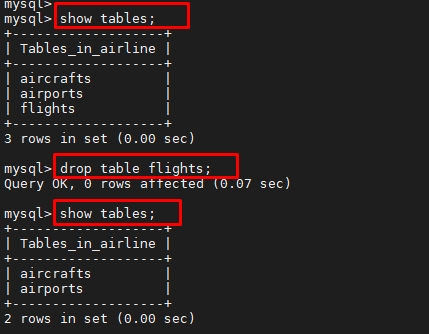 mysql>
mysql> show tables;
+--------------------+
| Tables_in_airline |
+--------------------+
| aircrafts |
| airports |
| flights |
+--------------------+
3 rows in set (0.00 sec)
mysql> drop table flights;
Query OK, 0 rows affected (0.07 sec)
mysql> show tables;
+--------------------+
| Tables_in_airline |
+--------------------+
| aircrafts |
| airports |
+--------------------+
2 rows in set (0.00 sec)